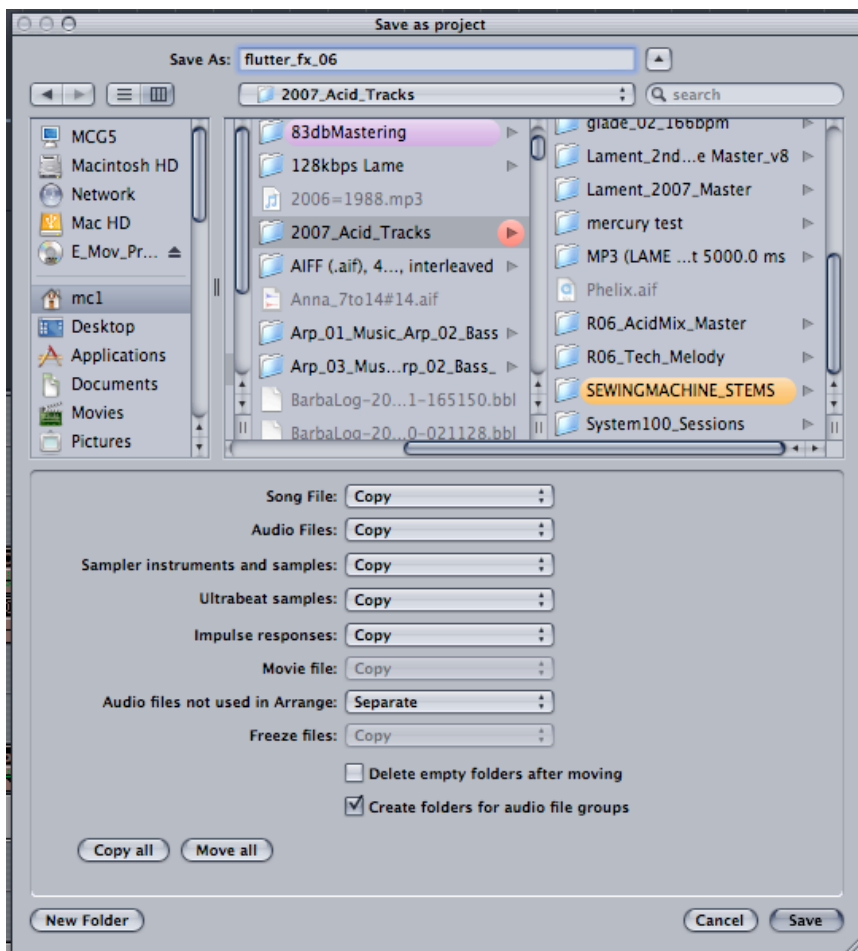 Save as project
Save As: flutter_fx_06
2007_Acid_Tracks
search
MCG5
Macintosh HD
Network
Mac HD
E_Mov_Pr...
mc1
Desktop
Applications
Documents
Movies
Pictures
83dbMastering
128kbps Lame
2006=1988.mp3
2007_Acid_Tracks
AIFF (.aif), 4..., interleaved
Anna_7to14#14.aif
Arp_01_Music_Arp_02_Bass
Arp_03_Mus...rp_02_Bass_
BarbaLog-20...1-165150.bbl
BarbaLog-20...0-021128.bbl
glade_02_166bpm
Lament_2nd...e Master_v8
Lament_2007_Master
mercury test
MP3 (LAME ...t 5000.0 ms
Phelix.aif
R06_AcidMix_Master
R06_Tech_Melody
SEWINGMACHINE_STEMS
System100_Sessions
Song File: Copy
Audio Files: Copy
Sampler instruments and samples: Copy
Ultrabeat samples: Copy
Impulse responses: Copy
Movie file: Copy
Audio files not used in Arrange: Separate
Freeze files: Copy
Delete empty folders after moving
Create folders for audio file groups
Copy all Move all
New Folder Cancel Save